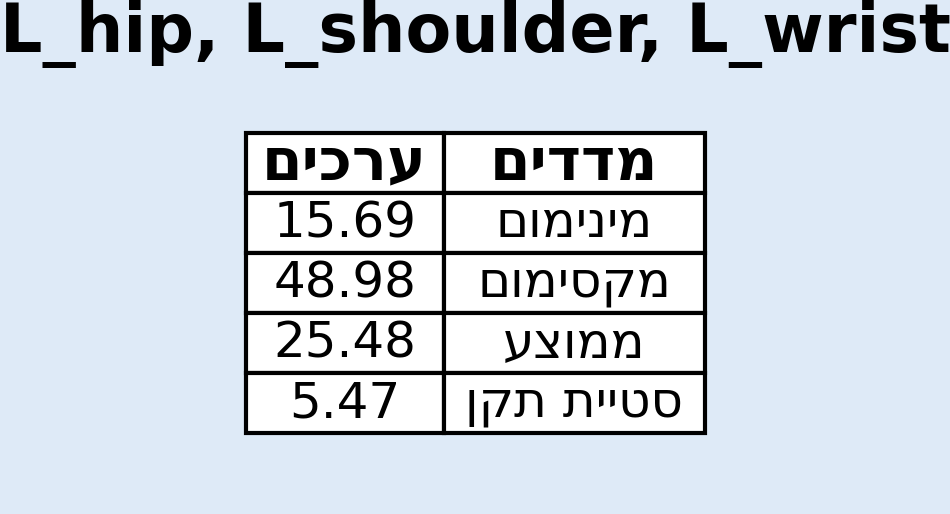 L_hip, L_shoulder, L_wrist
מדדים ערכים
מינימום 15.69
מקסימום 48.98
ממוצע 25.48
סטיית תקן 5.47